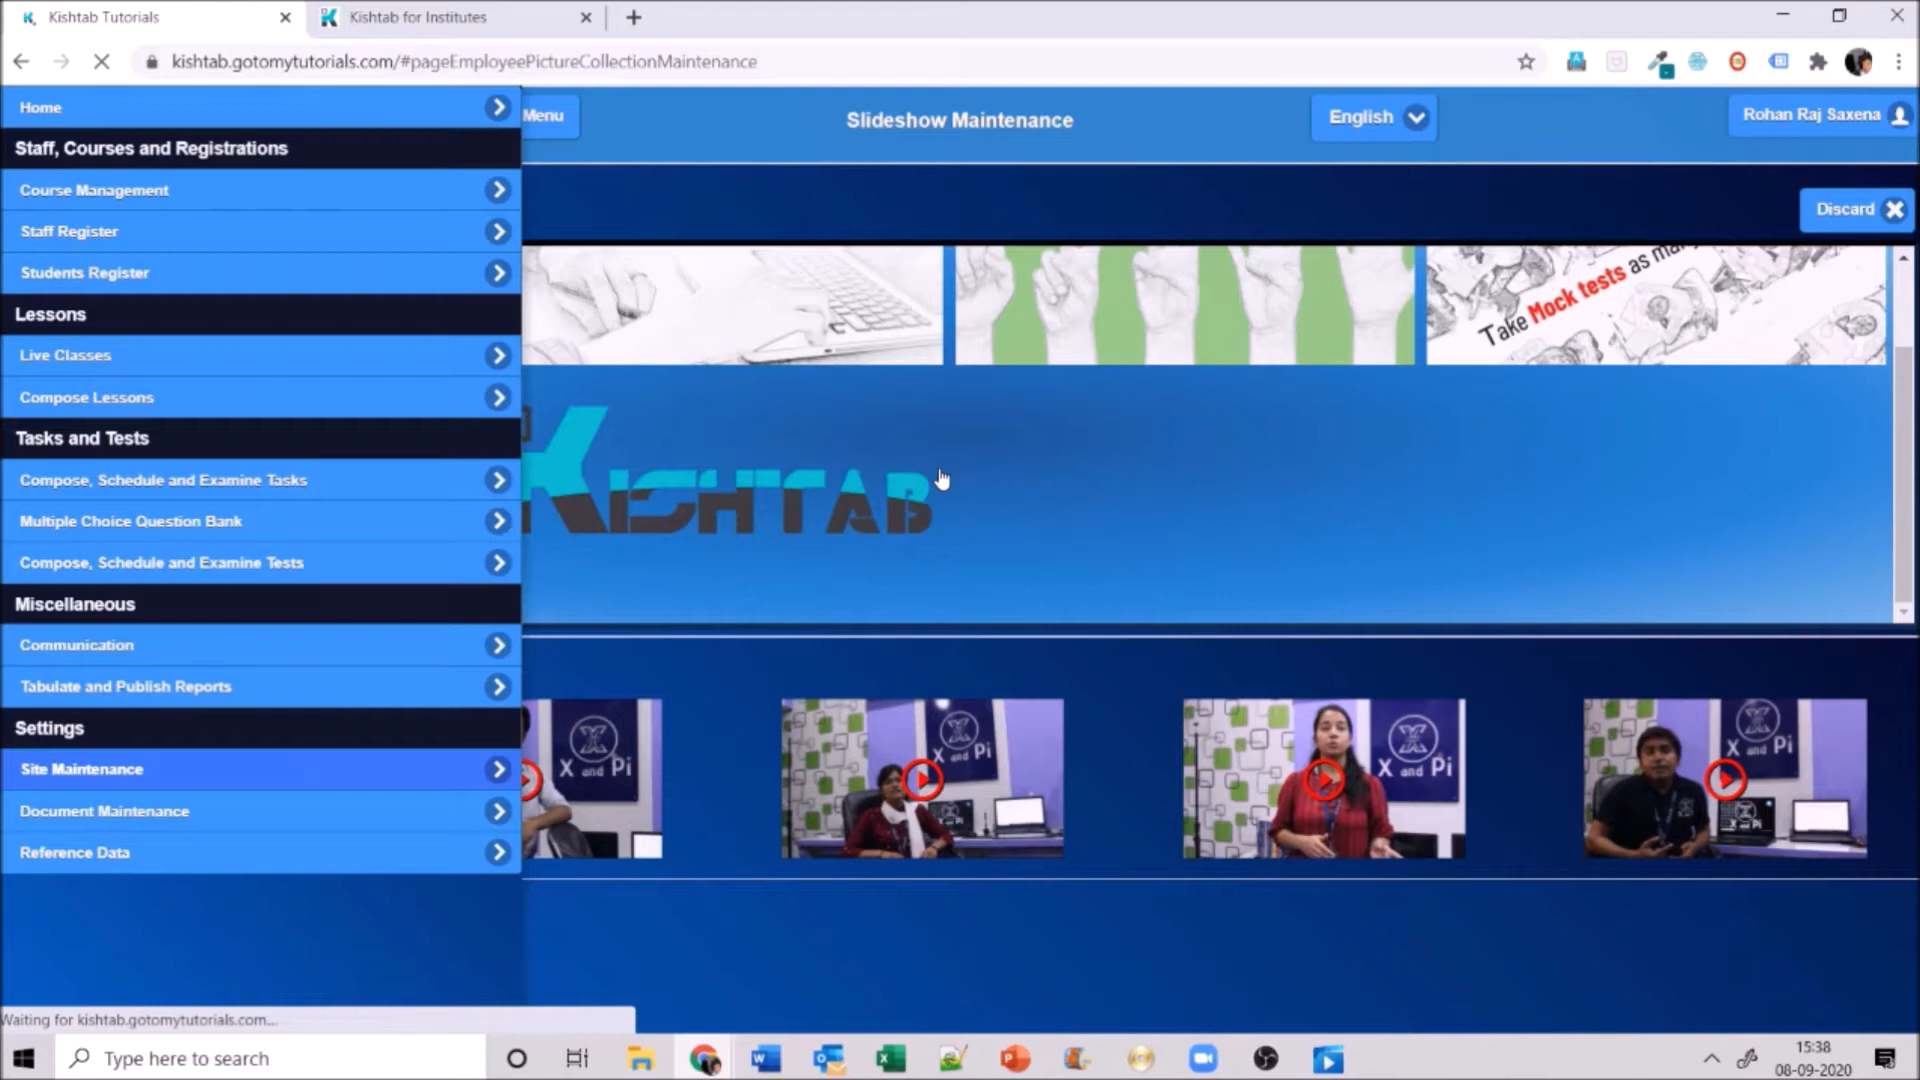 Kishtab Tutorials
Kishtab for Institutes
kishtab.gotomytutorials.com/#pageEmployeePictureCollectionMaintenance
Home
Menu
Slideshow Maintenance
English
Rohan Raj Saxena
Staff, Courses and Registrations
Course Management
Discard
Staff Register
Students Register
Take Mock tests as many
Lessons
Live Classes
Compose Lessons
KISHTAB
Tasks and Tests
Compose, Schedule and Examine Tasks
Multiple Choice Question Bank
Compose, Schedule and Examine Tests
Miscellaneous
Communication
Tabulate and Publish Reports
Settings
X and Pi
X and Pi
X and Pi
X and Pi
Site Maintenance
Document Maintenance
Reference Data
Waiting for kishtab.gotomytutorials.com...
Type here to search
15:38
08-09-2020